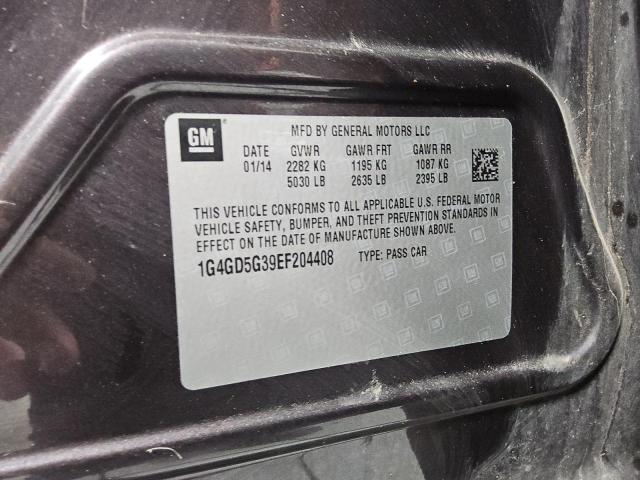 GM
MFD BY GENERAL MOTORS LLC
DATE GVWR GAWR FRT GAWR RR
01/14 2282 KG 1195 KG 1087 KG
5030 LB 2635 LB 2395 LB
THIS VEHICLE CONFORMS TO ALL APPLICABLE U.S. FEDERAL MOTOR
VEHICLE SAFETY, BUMPER, AND THEFT PREVENTION STANDARDS IN
EFFECT ON THE DATE OF MANUFACTURE SHOWN ABOVE.
1G4GD5G39EF204408 TYPE: PASS CAR